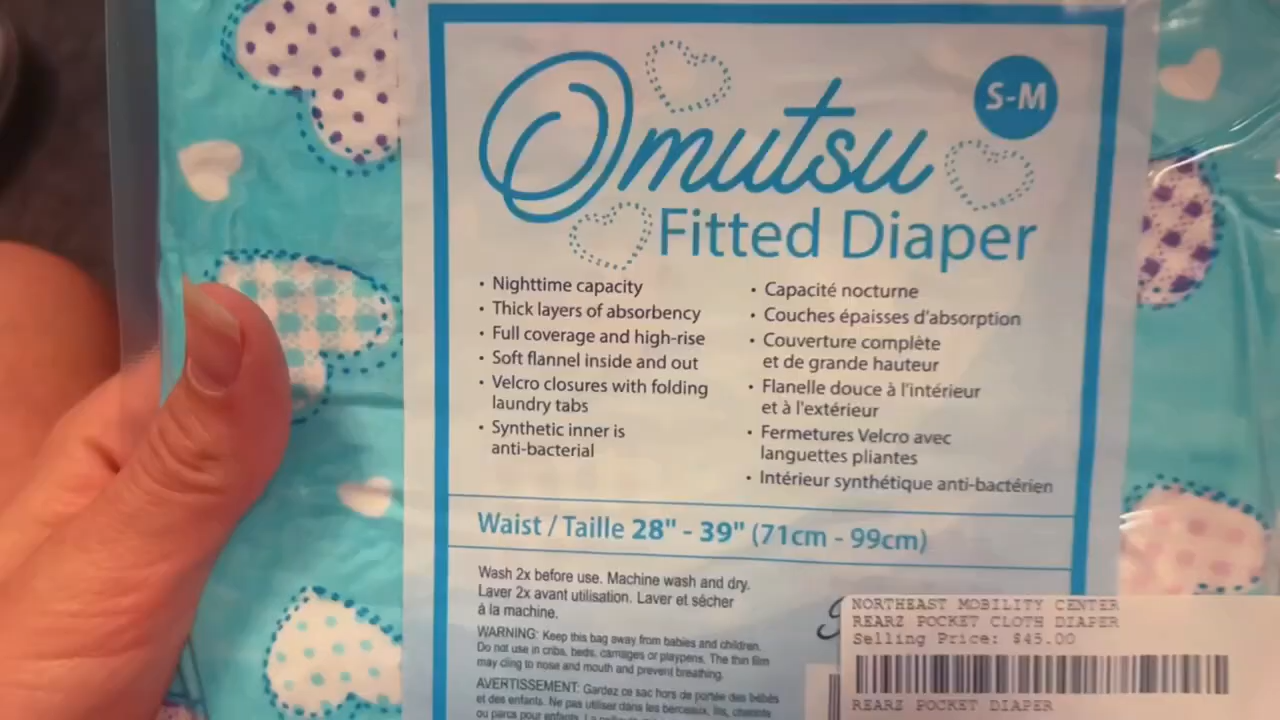 Omutsu
S-M
Fitted Diaper
• Nighttime capacity
• Thick layers of absorbency
• Full coverage and high-rise
• Soft flannel inside and out
• Velcro closures with folding
laundry tabs
• Synthetic inner is
anti-bacterial
• Capacité nocturne
• Couches épaisses d'absorption
• Couverture complète
et de grande hauteur
• Flanelle douce à l'intérieur
et à l'extérieur
• Fermetures Velcro avec
languettes pliantes
• Intérieur synthétique anti-bactérien
Waist / Taille 28" - 39" (71cm - 99cm)
Wash 2x before use. Machine wash and dry.
Laver 2x avant utilisation. Laver et sécher
à la machine.
WARNING: Keep this bag away from babies and children.
Do not use in cribs, beds, carriages or playpens. The thin film
may cling to nose and mouth and prevent breathing.
AVERTISSEMENT: Gardez ce sac hors de portée des bébés
et des enfants. Ne pas utiliser dans les berceaux, lits, chariots
ou parcs pour enfants. La
NORTHEAST MOBILITY CENTER
REARZ POCKET CLOTH DIAPER
Selling Price: $45.00
REARZ POCKET DIAPER